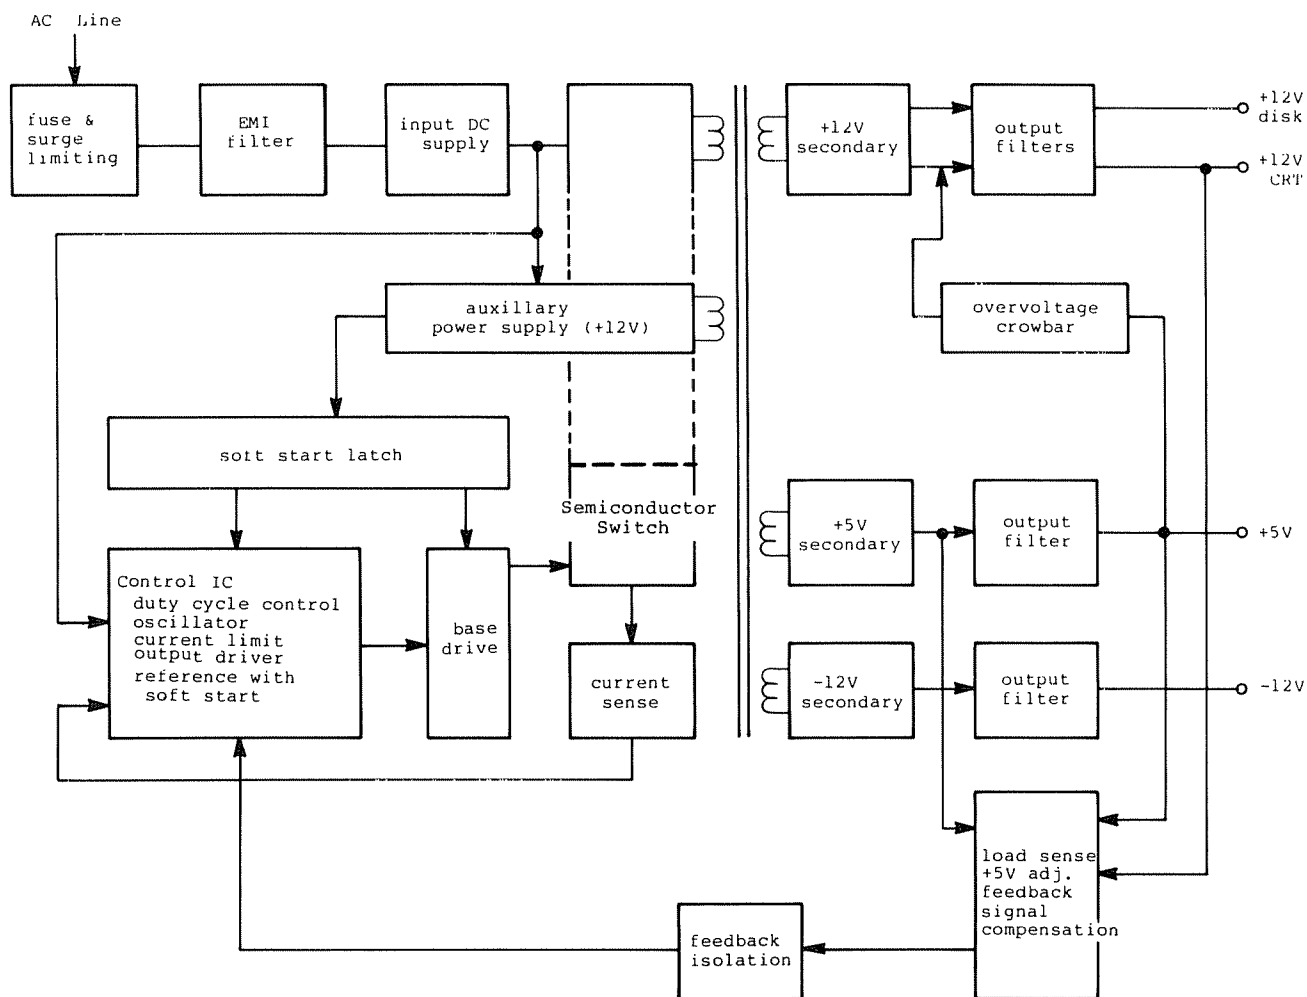 AC Line
fuse &
surge
limiting
EMI
filter
input DC
supply
+12V
secondary
output
filters
+12V
disk
+12V
CRT
auxillary
power supply (+12V)
overvoltage
crowbar
soft start latch
Semiconductor
Switch
+5V
secondary
output
filter
+5V
Control IC
duty cycle control
oscillator
current limit
output driver
reference with
soft start
base
drive
current
sense
-12V
secondary
output
filter
-12V
load sense
+5V adj.
feedback
signal
compensation
feedback
isolation